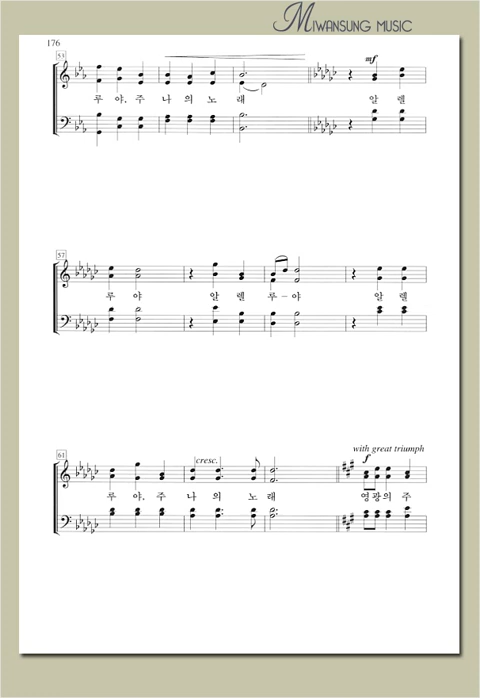 MIWANSUNG MUSIC
176
53
mf
루 야, 주 나 의 노 래 알 렐
57
루 야 알 렐 루 - 야 알 렐
61
cresc.
with great triumph
f
루 야, 주 나 의 노 래 영광의 주